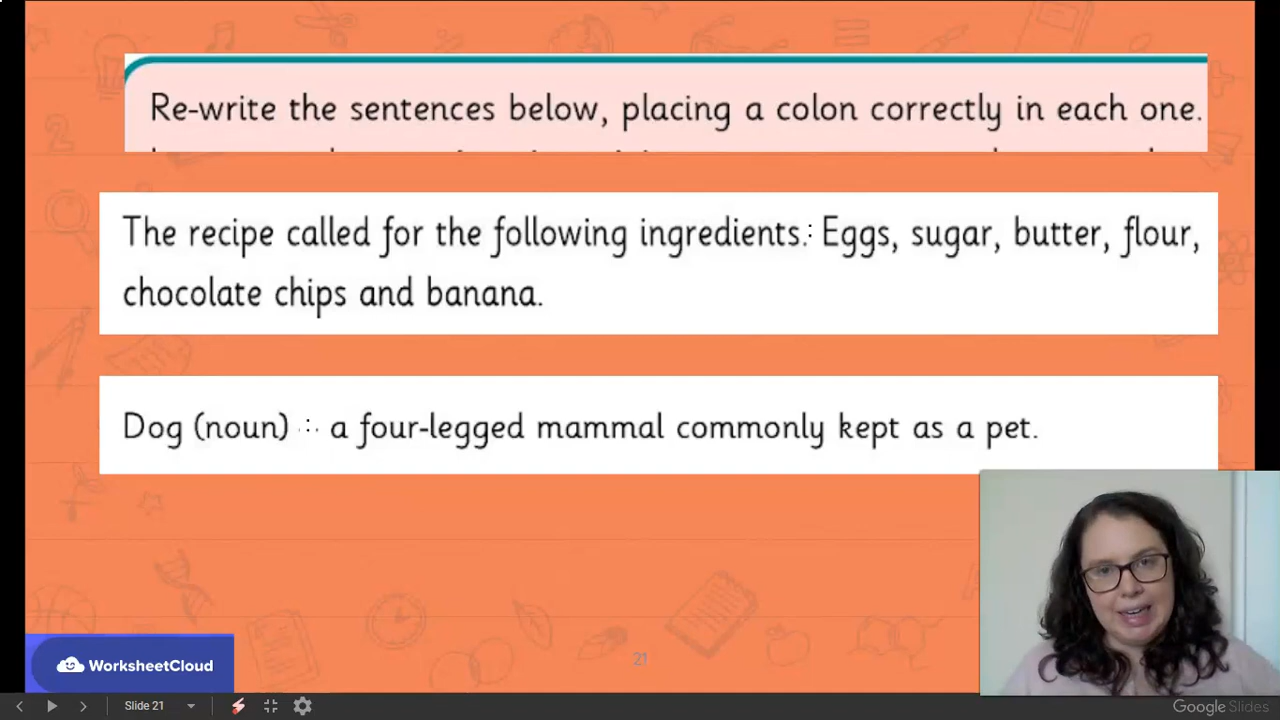 Re-write the sentences below, placing a colon correctly in each one.
The recipe called for the following ingredients.: Eggs, sugar, butter, flour,
chocolate chips and banana.
Dog (noun) : a four-legged mammal commonly kept as a pet.
21
WorksheetCloud
Slide 21
Google Slides